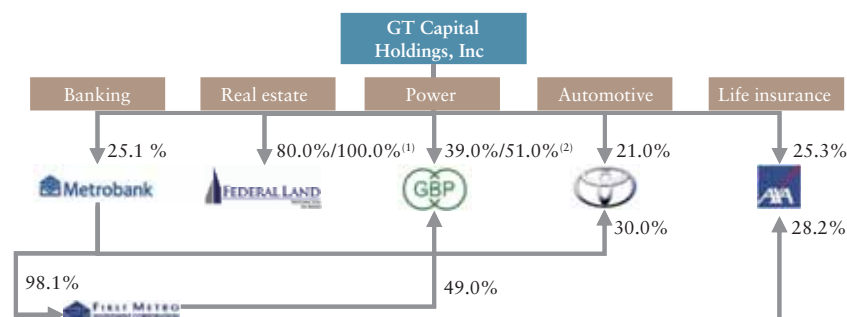 GT Capital
Holdings, Inc
Banking
Real estate
Power
Automotive
Life insurance
25.1 %
80.0%/100.0%(1)
39.0%/51.0%(2)
21.0%
25.3%
Metrobank
FEDERAL LAND
GBP
AXA
30.0%
28.2%
98.1%
49.0%
FIRST METRO